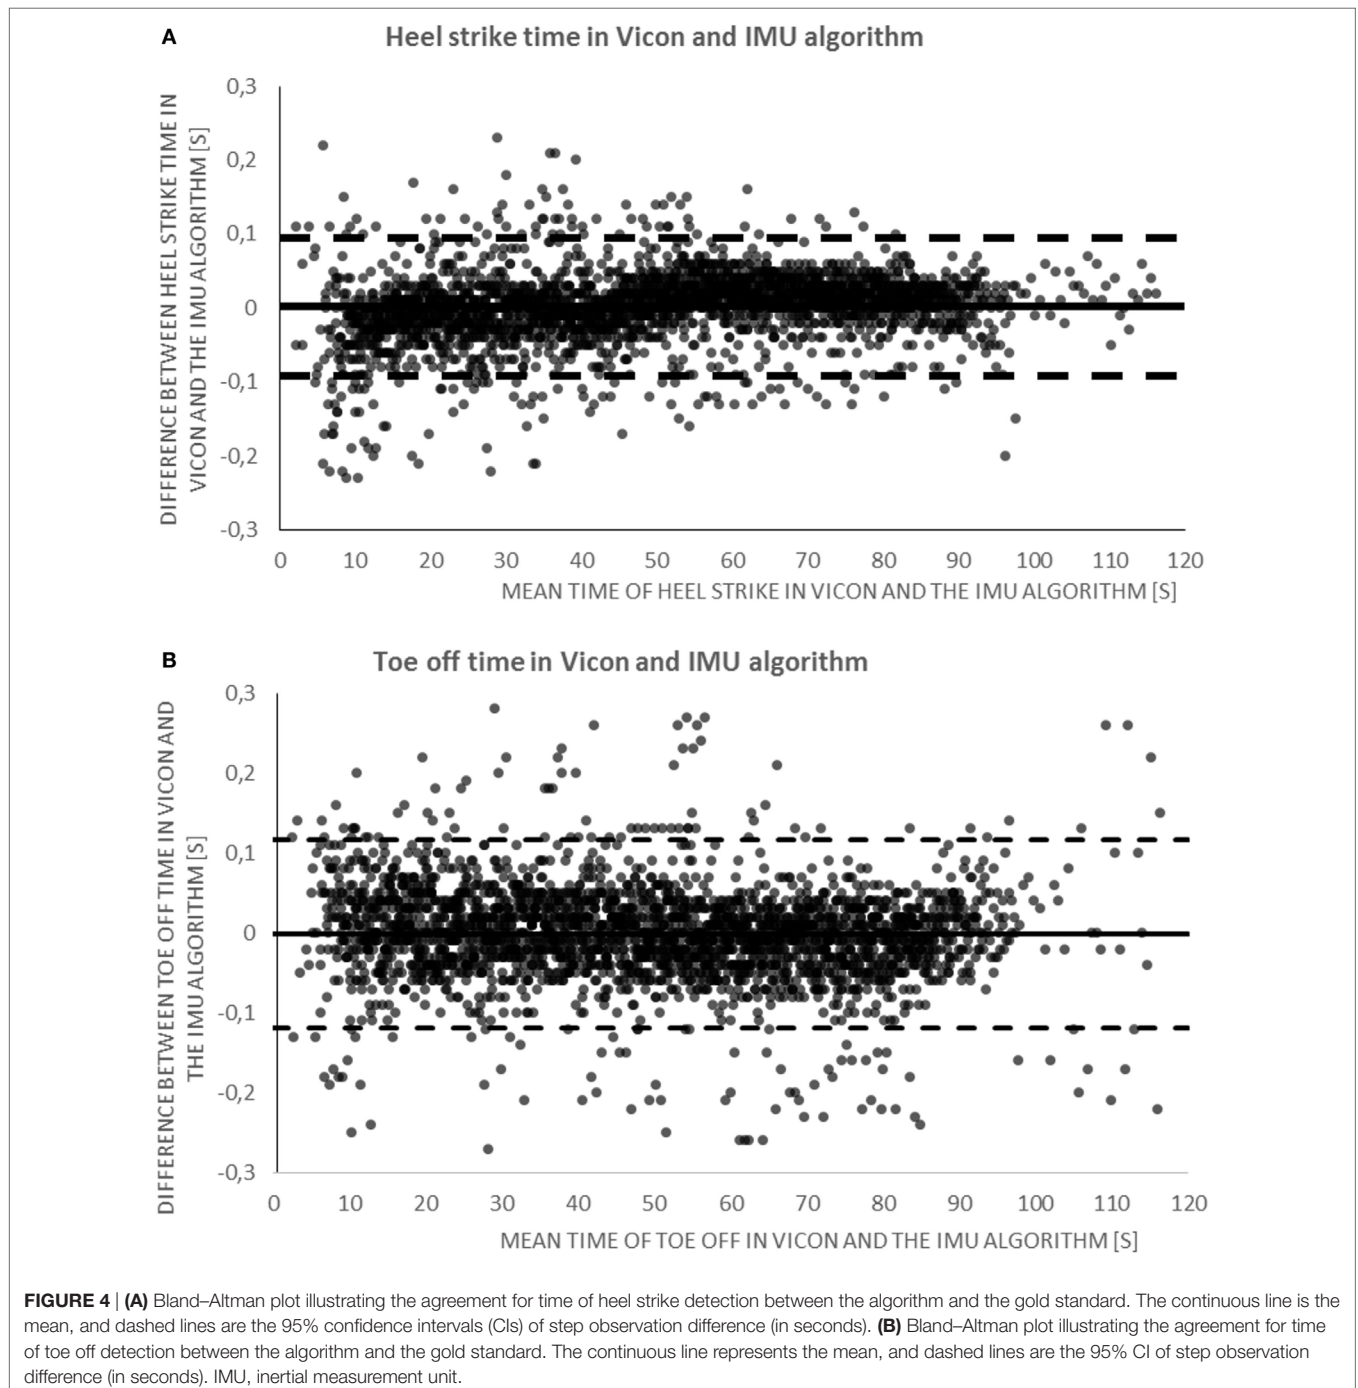 A
Heel strike time in Vicon and IMU algorithm
DIFFERENCE BETWEEN HEEL STRIKE TIME IN
VICON AND THE IMU ALGORITHM [S]
0,3
0,2
0,1
0
-0,1
-0,2
-0,3
0 10 20 30 40 50 60 70 80 90 100 110 120
MEAN TIME OF HEEL STRIKE IN VICON AND THE IMU ALGORITHM [S]
B
Toe off time in Vicon and IMU algorithm
DIFFERENCE BETWEEN TOE OFF TIME IN VICON AND
THE IMU ALGORITHM [S]
0,3
0,2
0,1
0
-0,1
-0,2
-0,3
0 10 20 30 40 50 60 70 80 90 100 110 120
MEAN TIME OF TOE OFF IN VICON AND THE IMU ALGORITHM [S]
FIGURE 4 | (A) Bland–Altman plot illustrating the agreement for time of heel strike detection between the algorithm and the gold standard. The continuous line is the
mean, and dashed lines are the 95% confidence intervals (CIs) of step observation difference (in seconds). (B) Bland–Altman plot illustrating the agreement for time
of toe off detection between the algorithm and the gold standard. The continuous line represents the mean, and dashed lines are the 95% CI of step observation
difference (in seconds). IMU, inertial measurement unit.